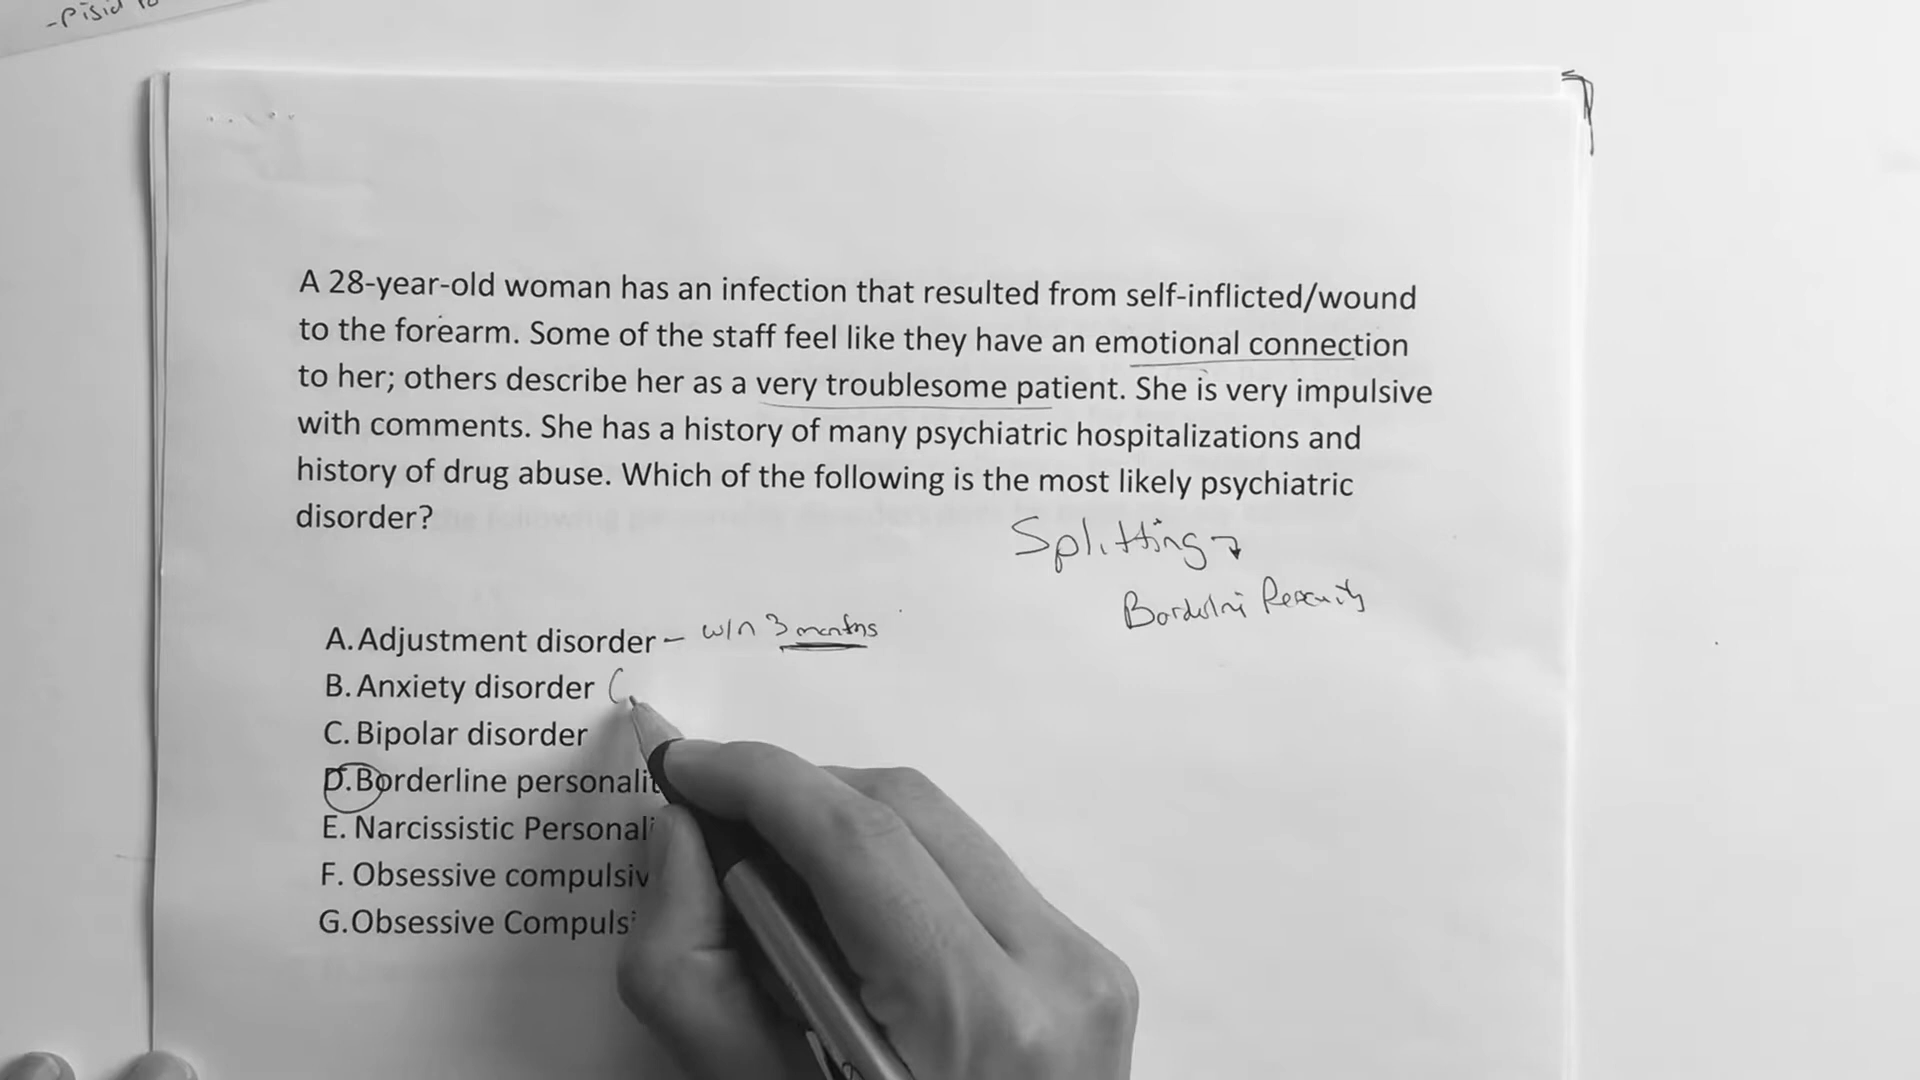 A 28-year-old woman has an infection that resulted from self-inflicted/wound
to the forearm. Some of the staff feel like they have an emotional connection
to her; others describe her as a very troublesome patient. She is very impulsive
with comments. She has a history of many psychiatric hospitalizations and
history of drug abuse. Which of the following is the most likely psychiatric
disorder?
Splitting
A. Adjustment disorder – w/n 3 months
B. Anxiety disorder (
C. Bipolar disorder
D. Borderline personalit
E. Narcissistic Personali
F. Obsessive compulsiv
G. Obsessive Compulsi